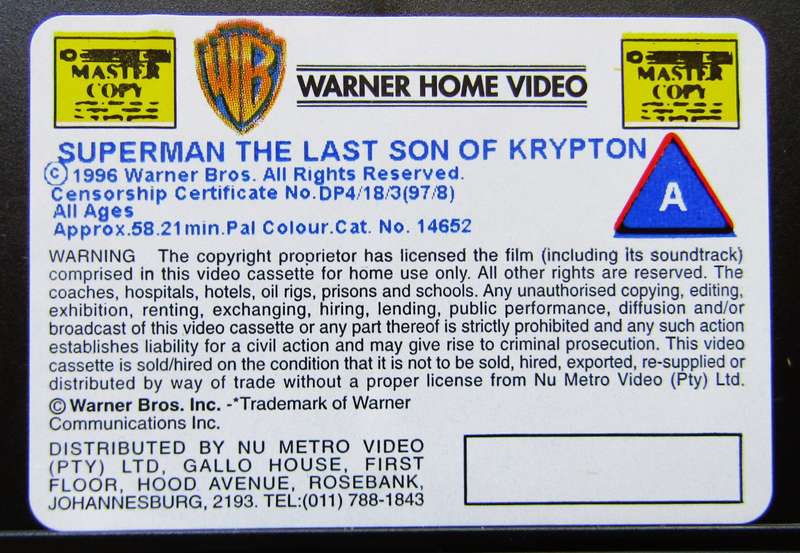 MASTER
COPY
WB
WARNER HOME VIDEO
MASTER
COPY
SUPERMAN THE LAST SON OF KRYPTON
© 1996 Warner Bros. All Rights Reserved.
Censorship Certificate No.DP4/18/3(97/8)
All Ages
Approx.58.21min.Pal Colour.Cat. No. 14652
A
WARNING The copyright proprietor has licensed the film (including its soundtrack)
comprised in this video cassette for home use only. All other rights are reserved. The
coaches, hospitals, hotels, oil rigs, prisons and schools. Any unauthorised copying, editing,
exhibition, renting, exchanging, hiring, lending, public performance, diffusion and/or
broadcast of this video cassette or any part thereof is strictly prohibited and any such action
establishes liability for a civil action and may give rise to criminal prosecution. This video
cassette is sold/hired on the condition that it is not to be sold, hired, exported, re-supplied or
distributed by way of trade without a proper license from Nu Metro Video (Pty) Ltd.
© Warner Bros. Inc. -*Trademark of Warner
Communications Inc.
DISTRIBUTED BY NU METRO VIDEO
(PTY) LTD, GALLO HOUSE, FIRST
FLOOR, HOOD AVENUE, ROSEBANK,
JOHANNESBURG, 2193. TEL:(011) 788-1843